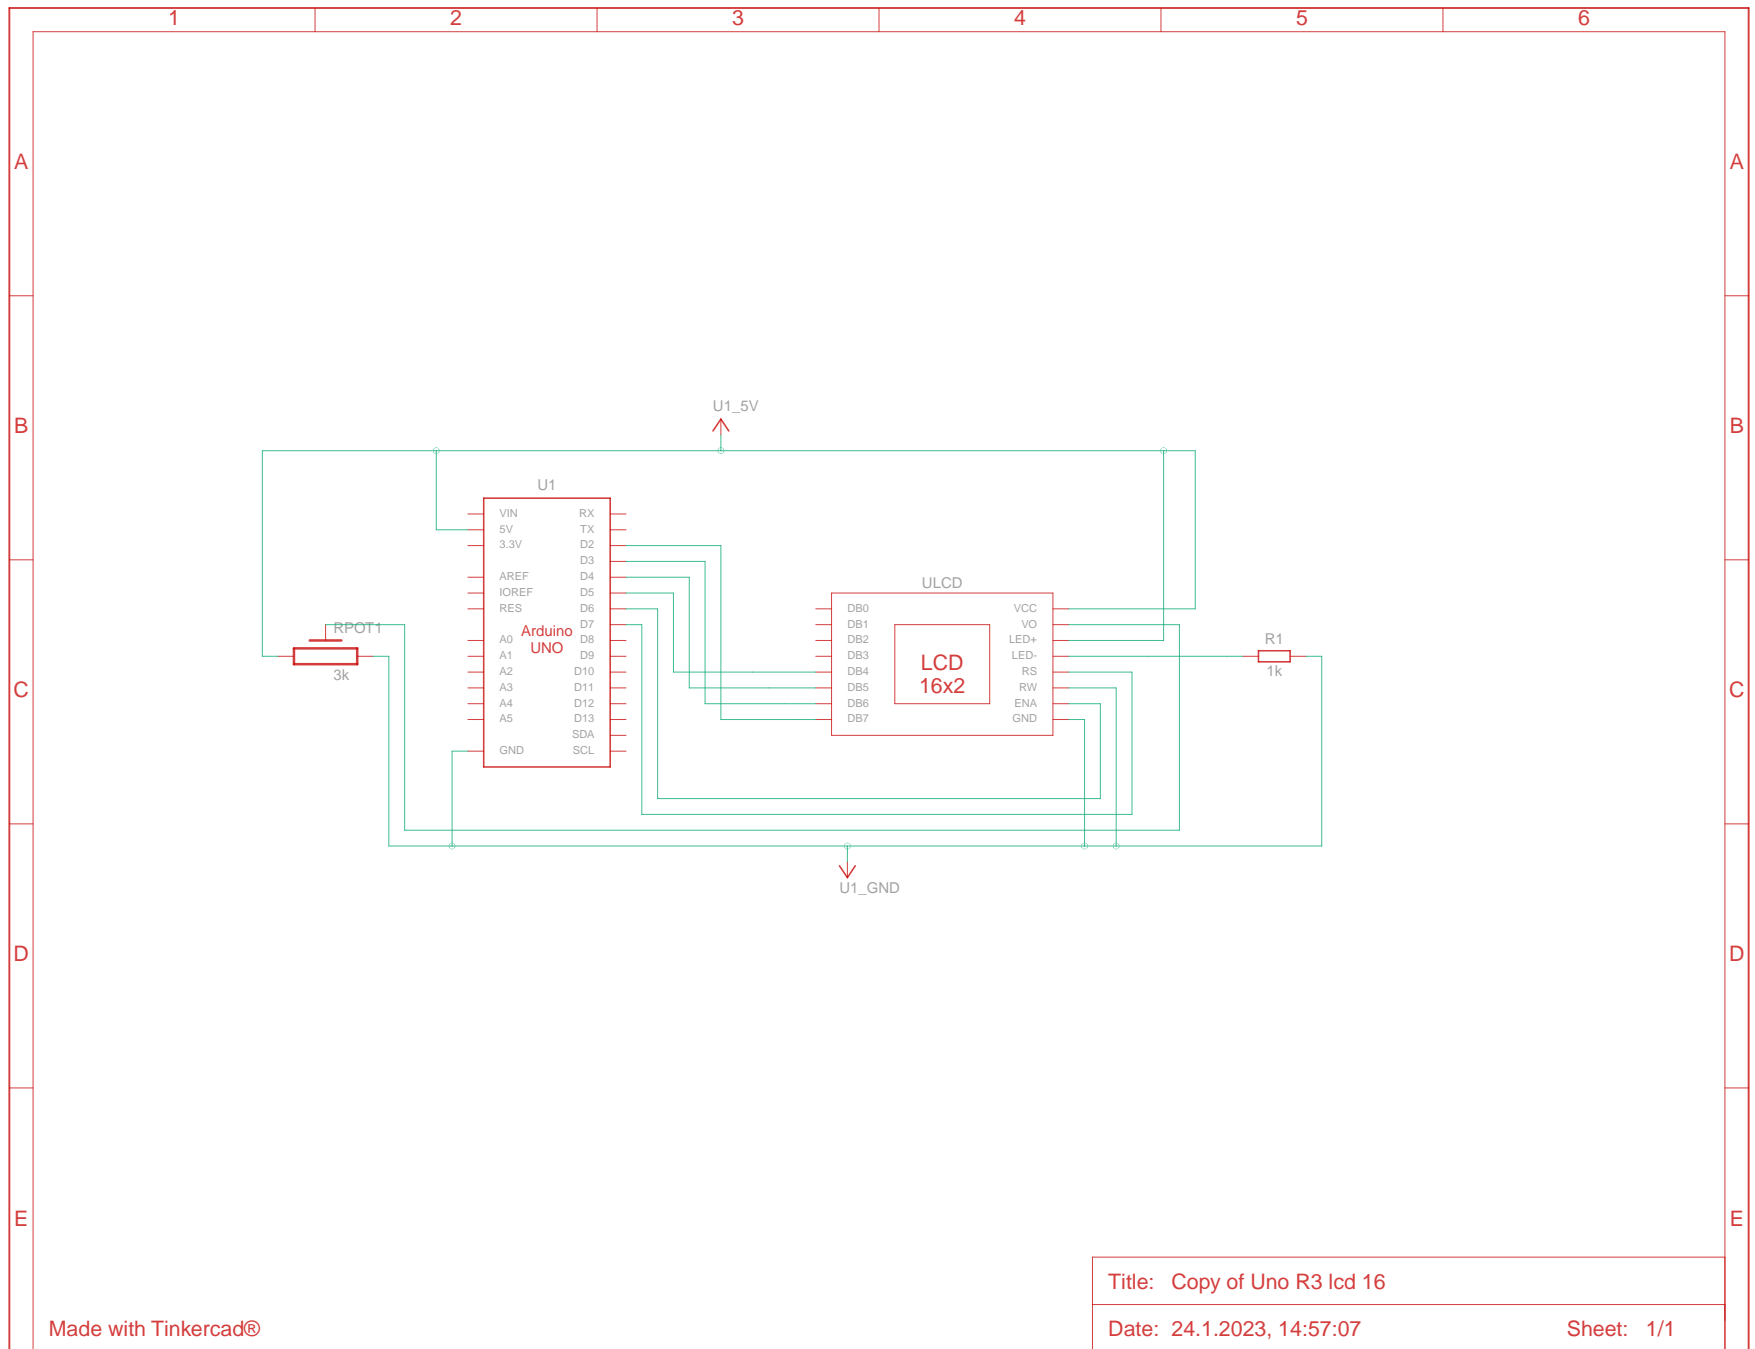 1 2 3 4 5 6
A A
B B
C C
D D
E E
U1_5V
U1
VIN RX
5V TX
3.3V D2
D3
AREF D4
IOREF D5
RES D6
D7
A0 D8
A1 D9
A2 D10
A3 D11
A4 D12
A5 D13
SDA
GND SCL
Arduino
UNO
RPOT1
3k
ULCD
DB0 VCC
DB1 VO
DB2 LED+
DB3 LED-
DB4 RS
DB5 RW
DB6 ENA
DB7 GND
LCD
16x2
R1
1k
U1_GND
Title: Copy of Uno R3 lcd 16
Made with Tinkercad®
Date: 24.1.2023, 14:57:07 Sheet: 1/1